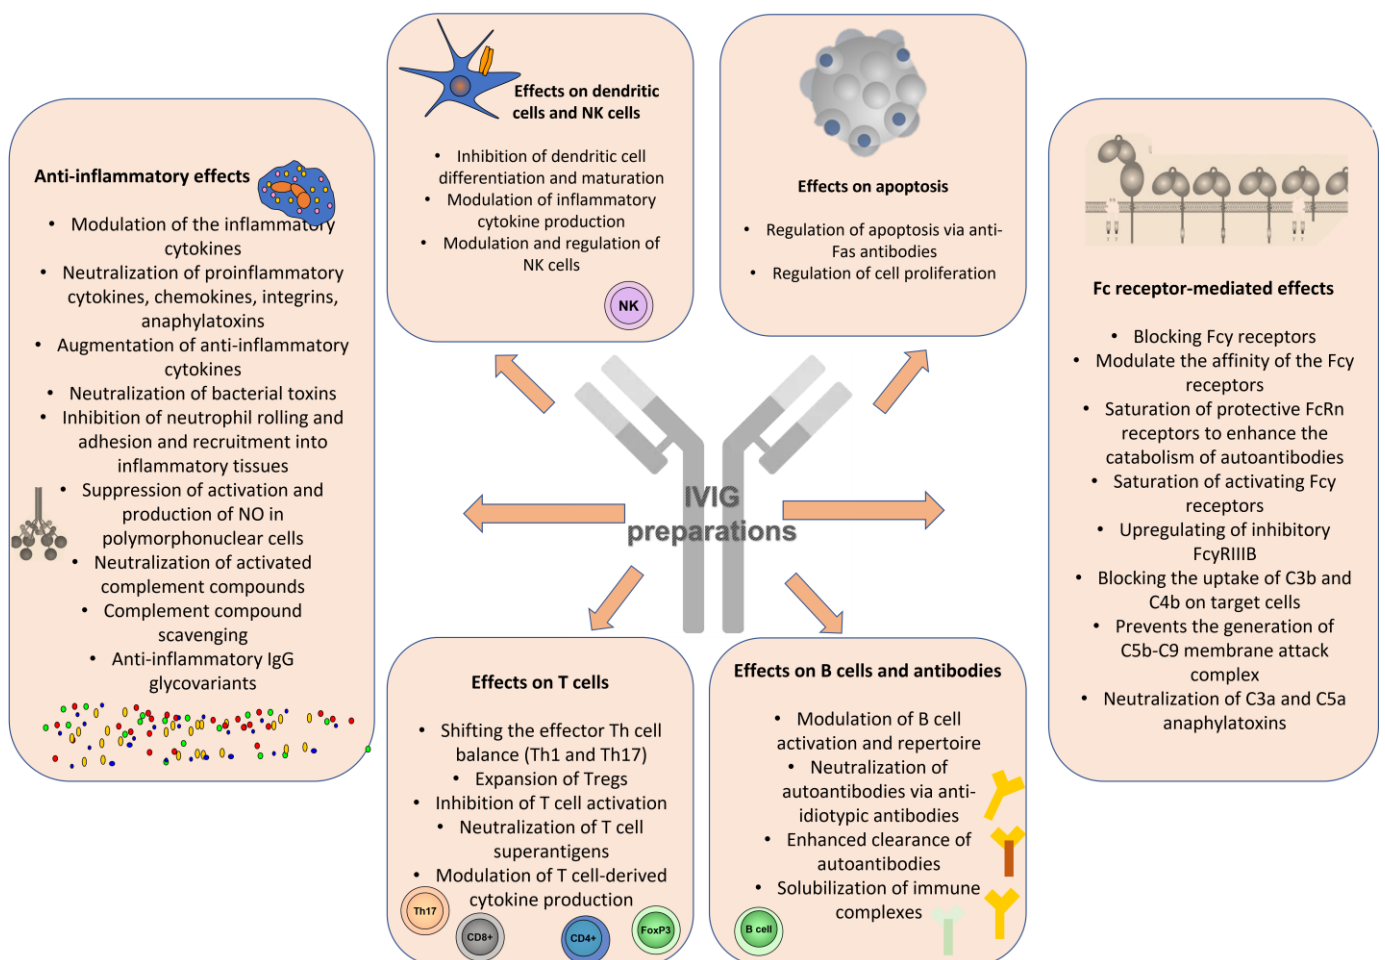 Effects on dendritic
cells and NK cells
• Inhibition of dendritic cell
differentiation and maturation
• Modulation of inflammatory
cytokine production
• Modulation and regulation of
NK cells
NK
Effects on apoptosis
• Regulation of apoptosis via anti-
Fas antibodies
• Regulation of cell proliferation
Anti-inflammatory effects
• Modulation of the inflammatory
cytokines
• Neutralization of proinflammatory
cytokines, chemokines, integrins,
anaphylatoxins
• Augmentation of anti-inflammatory
cytokines
• Neutralization of bacterial toxins
• Inhibition of neutrophil rolling and
adhesion and recruitment into
inflammatory tissues
• Suppression of activation and
production of NO in
polymorphonuclear cells
• Neutralization of activated
complement compounds
• Complement compound
scavenging
• Anti-inflammatory IgG
glycovariants
IVIG
preparations
Fc receptor-mediated effects
• Blocking Fcy receptors
• Modulate the affinity of the Fcy
receptors
• Saturation of protective FcRn
receptors to enhance the
catabolism of autoantibodies
• Saturation of activating Fcy
receptors
• Upregulating of inhibitory
FcyRIIIB
• Blocking the uptake of C3b and
C4b on target cells
• Prevents the generation of
C5b-C9 membrane attack
complex
• Neutralization of C3a and C5a
anaphylatoxins
Effects on T cells
• Shifting the effector Th cell
balance (Th1 and Th17)
• Expansion of Tregs
• Inhibition of T cell activation
• Neutralization of T cell
superantigens
• Modulation of T cell-derived
cytokine production
Th17
CD8+
CD4+
FoxP3
Effects on B cells and antibodies
• Modulation of B cell
activation and repertoire
• Neutralization of
autoantibodies via anti-
idiotypic antibodies
• Enhanced clearance of
autoantibodies
• Solubilization of immune
complexes
B cell